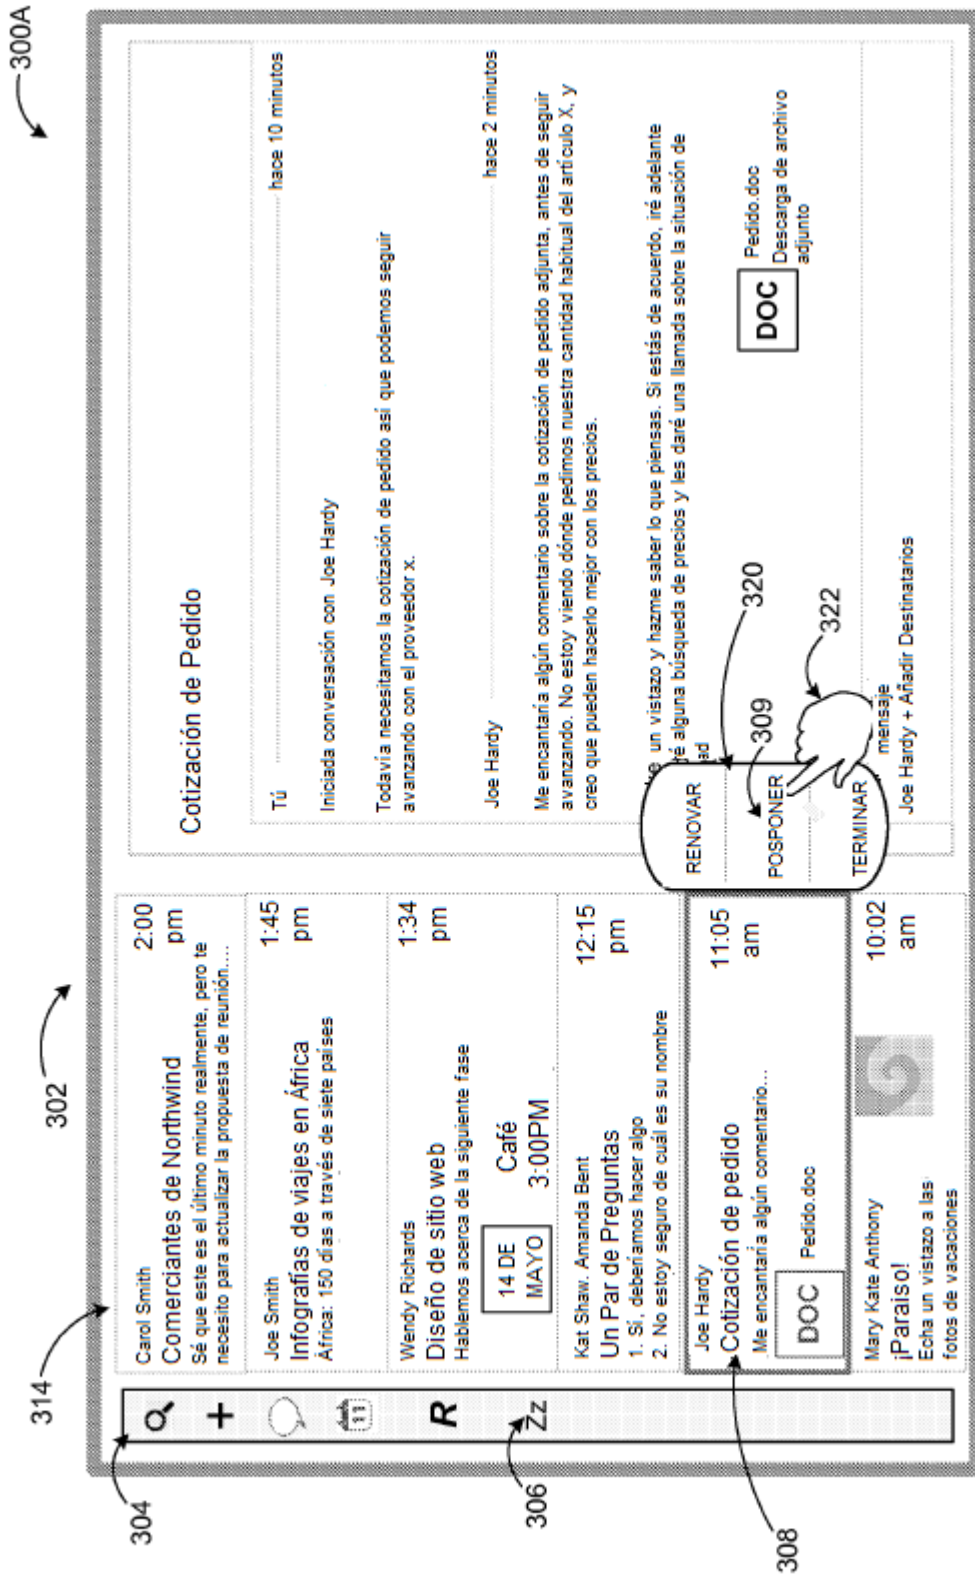 300A
302
314
304
306
Zz
R
11
Carol Smith
2:00
pm
Comerciantes de Northwind
Sé que este es el último minuto realmente, pero te
necesito para actualizar la propuesta de reunión....
Joe Smith
1:45
pm
Infografías de viajes en África
África: 150 días a través de siete países
Wendy Richards
1:34
pm
Diseño de sitio web
Hablemos acerca de la siguiente fase
14 DE
MAYO
Café
3:00PM
Kat Shaw. Amanda Bent
12:15
pm
Un Par de Preguntas
1. Sí, deberíamos hacer algo
2. No estoy seguro de cuál es su nombre
Joe Hardy
11:05
am
Cotización de pedido
Me encantaría algún comentario...
DOC
Pedido.doc
308
Mary Kate Anthony
10:02
am
¡Paraiso!
Echa un vistazo a las
fotos de vacaciones
Cotización de Pedido
Tú
hace 10 minutos
Iniciada conversación con Joe Hardy
Todavía necesitamos la cotización de pedido así que podemos seguir
avanzando con el proveedor x.
Joe Hardy
hace 2 minutos
Me encantaría algún comentario sobre la cotización de pedido adjunta, antes de seguir
avanzando. No estoy viendo dónde pedimos nuestra cantidad habitual del artículo X, y
creo que pueden hacerlo mejor con los precios.
un vistazo y hazme saber lo que piensas. Si estás de acuerdo, iré adelante
alguna búsqueda de precios y les daré una llamada sobre la situación de
DOC
Pedido.doc
Descarga de archivo
adjunto
RENOVAR
POSPONER
TERMINAR
320
309
322
mensaje
Joe Hardy + Añadir Destinatarios